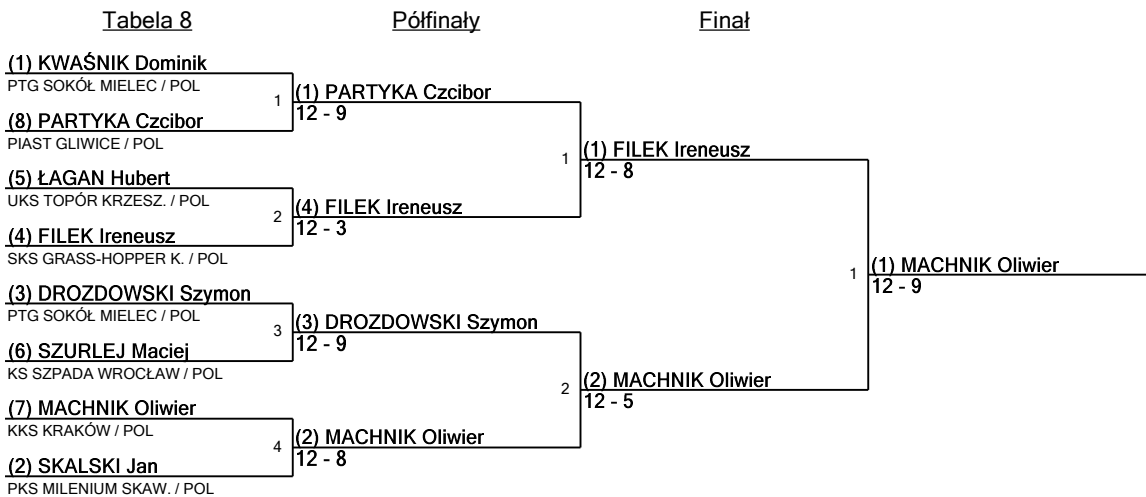 Tabela 8
Półfinały
Finał
(1) KWAŚNIK Dominik
PTG SOKÓŁ MIELEC / POL
1
(1) PARTYKA Czcibor
12 - 9
(8) PARTYKA Czcibor
PIAST GLIWICE / POL
1
(1) FILEK Ireneusz
12 - 8
(5) ŁAGAN Hubert
UKS TOPÓR KRZESZ. / POL
2
(4) FILEK Ireneusz
12 - 3
(4) FILEK Ireneusz
SKS GRASS-HOPPER K. / POL
1
(1) MACHNIK Oliwier
12 - 9
(3) DROZDOWSKI Szymon
PTG SOKÓŁ MIELEC / POL
3
(3) DROZDOWSKI Szymon
12 - 9
(6) SZURLEJ Maciej
KS SZPADA WROCŁAW / POL
2
(2) MACHNIK Oliwier
12 - 5
(7) MACHNIK Oliwier
KKS KRAKÓW / POL
4
(2) MACHNIK Oliwier
12 - 8
(2) SKALSKI Jan
PKS MILENIUM SKAW. / POL